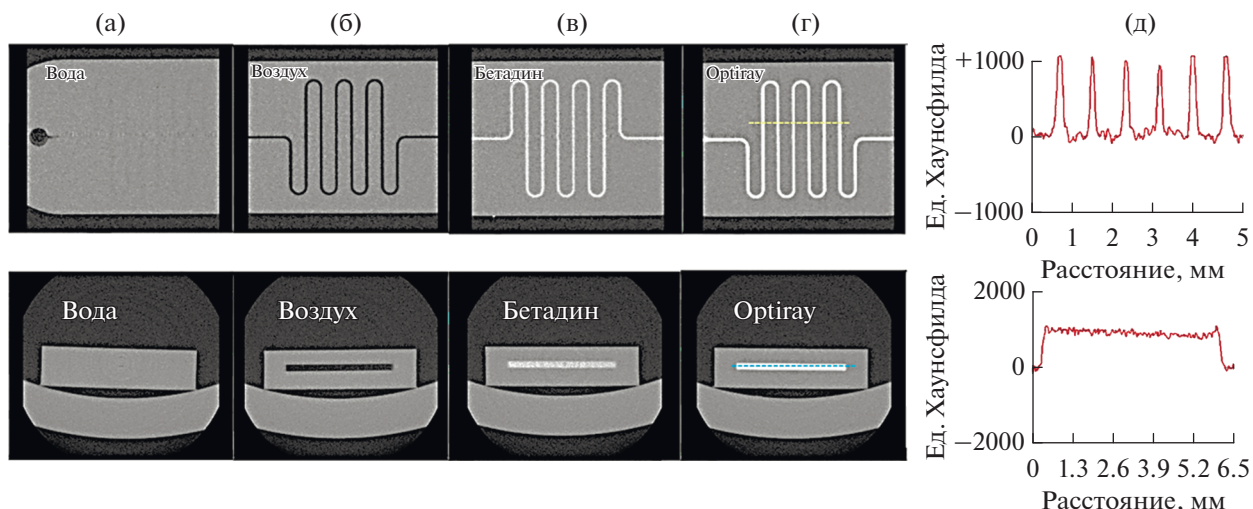 (а) (б) (в) (г) (д)
Вода
Воздух
Бетадин
Optiray
Ед. Хаунсфилда
+1000
0
−1000
0 1 2 3 4 5
Расстояние, мм
Вода
Воздух
Бетадин
Optiray
Ед. Хаунсфилда
2000
0
−2000
0 1.3 2.6 3.9 5.2 6.5
Расстояние, мм